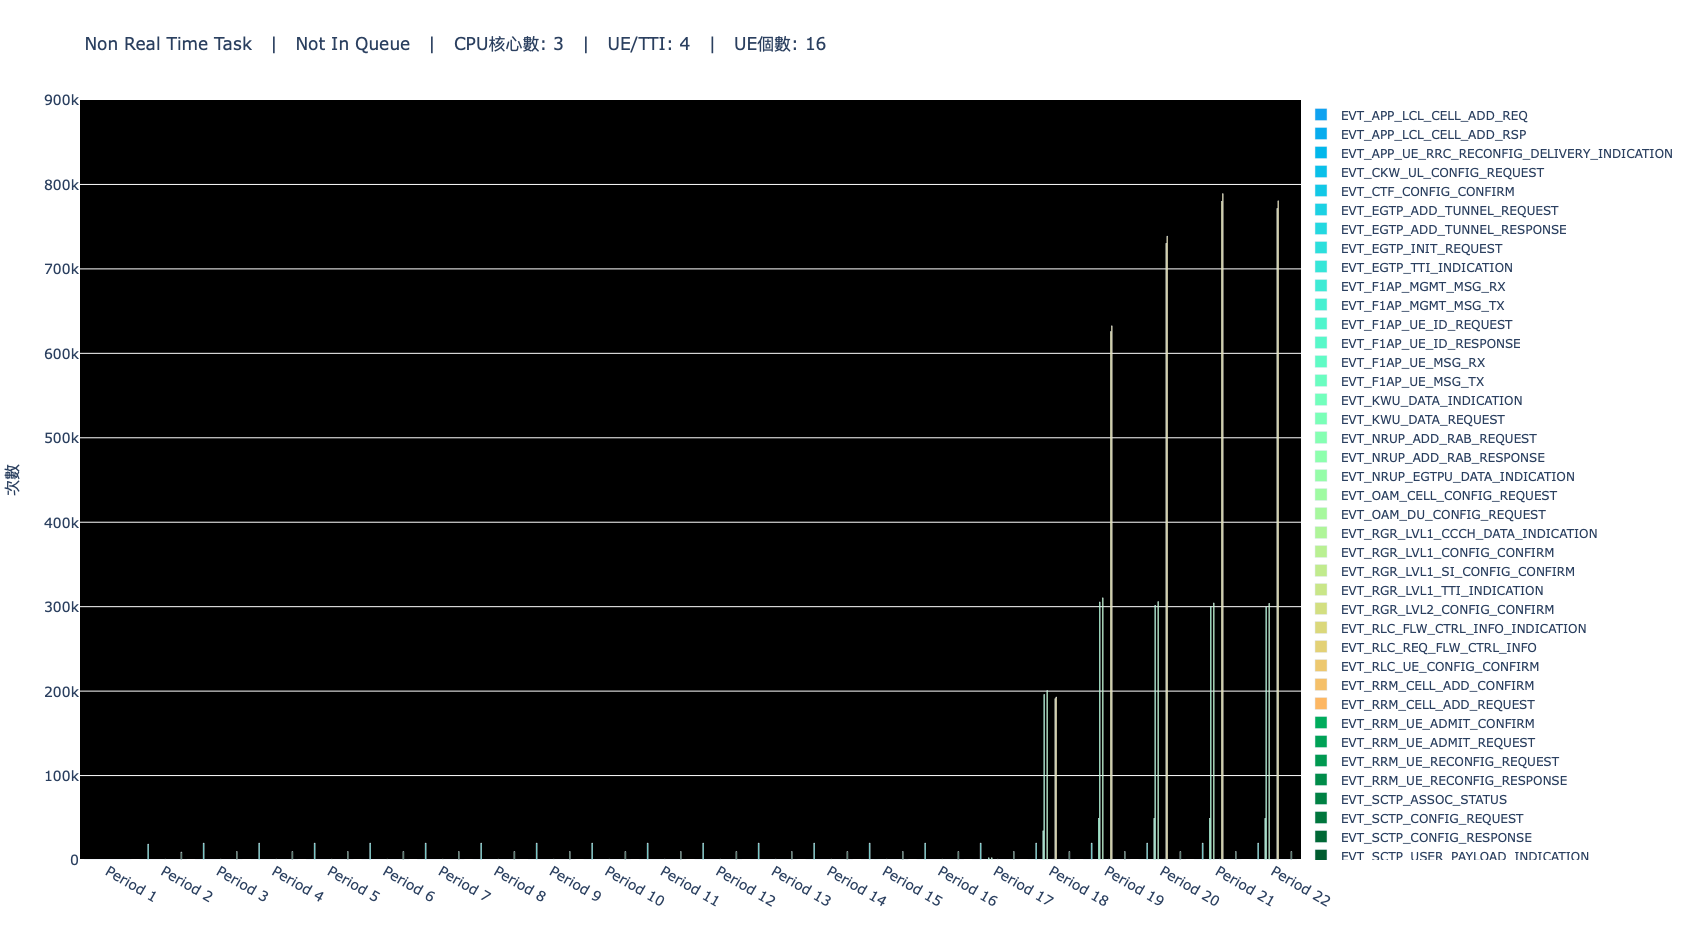 Non Real Time Task | Not In Queue | CPU核心數: 3 | UE/TTI: 4 | UE個數: 16
900k
800k
700k
600k
500k
400k
300k
200k
100k
0
次數
Period 1
Period 2
Period 3
Period 4
Period 5
Period 6
Period 7
Period 8
Period 9
Period 10
Period 11
Period 12
Period 13
Period 14
Period 15
Period 16
Period 17
Period 18
Period 19
Period 20
Period 21
Period 22
EVT_APP_LCL_CELL_ADD_REQ
EVT_APP_LCL_CELL_ADD_RSP
EVT_APP_UE_RRC_RECONFIG_DELIVERY_INDICATION
EVT_CKW_UL_CONFIG_REQUEST
EVT_CTF_CONFIG_CONFIRM
EVT_EGTP_ADD_TUNNEL_REQUEST
EVT_EGTP_ADD_TUNNEL_RESPONSE
EVT_EGTP_INIT_REQUEST
EVT_EGTP_TTI_INDICATION
EVT_F1AP_MGMT_MSG_RX
EVT_F1AP_MGMT_MSG_TX
EVT_F1AP_UE_ID_REQUEST
EVT_F1AP_UE_ID_RESPONSE
EVT_F1AP_UE_MSG_RX
EVT_F1AP_UE_MSG_TX
EVT_KWU_DATA_INDICATION
EVT_KWU_DATA_REQUEST
EVT_NRUP_ADD_RAB_REQUEST
EVT_NRUP_ADD_RAB_RESPONSE
EVT_NRUP_EGTPU_DATA_INDICATION
EVT_OAM_CELL_CONFIG_REQUEST
EVT_OAM_DU_CONFIG_REQUEST
EVT_RGR_LVL1_CCCH_DATA_INDICATION
EVT_RGR_LVL1_CONFIG_CONFIRM
EVT_RGR_LVL1_SI_CONFIG_CONFIRM
EVT_RGR_LVL1_TTI_INDICATION
EVT_RGR_LVL2_CONFIG_CONFIRM
EVT_RLC_FLW_CTRL_INFO_INDICATION
EVT_RLC_REQ_FLW_CTRL_INFO
EVT_RLC_UE_CONFIG_CONFIRM
EVT_RRM_CELL_ADD_CONFIRM
EVT_RRM_CELL_ADD_REQUEST
EVT_RRM_UE_ADMIT_CONFIRM
EVT_RRM_UE_ADMIT_REQUEST
EVT_RRM_UE_RECONFIG_REQUEST
EVT_RRM_UE_RECONFIG_RESPONSE
EVT_SCTP_ASSOC_STATUS
EVT_SCTP_CONFIG_REQUEST
EVT_SCTP_CONFIG_RESPONSE
EVT_SCTP_USER_PAYLOAD_INDICATION